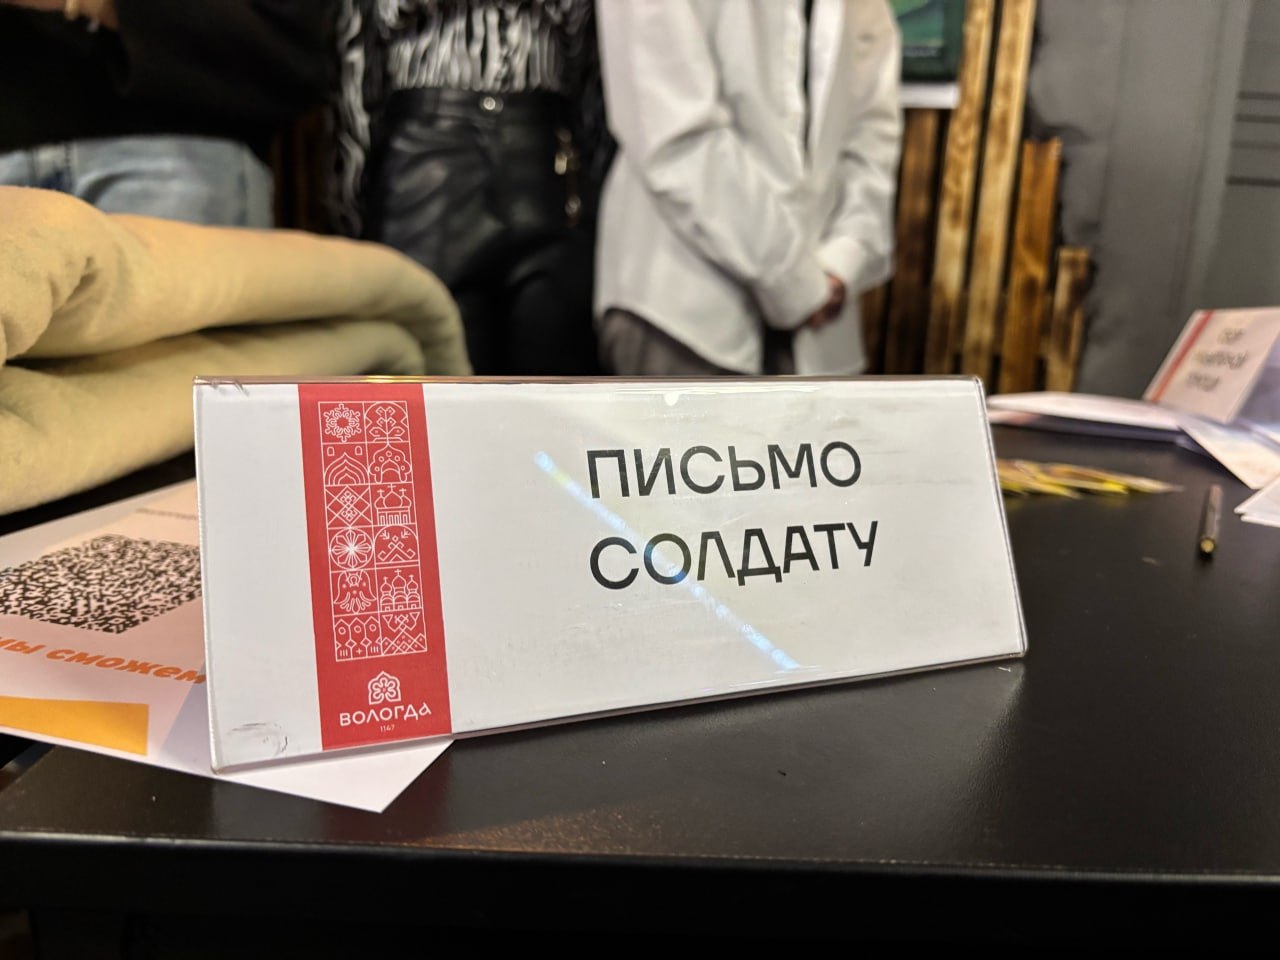 ПИСЬМО
СОЛДАТУ
ВОЛОГДА
1147
мы сможем